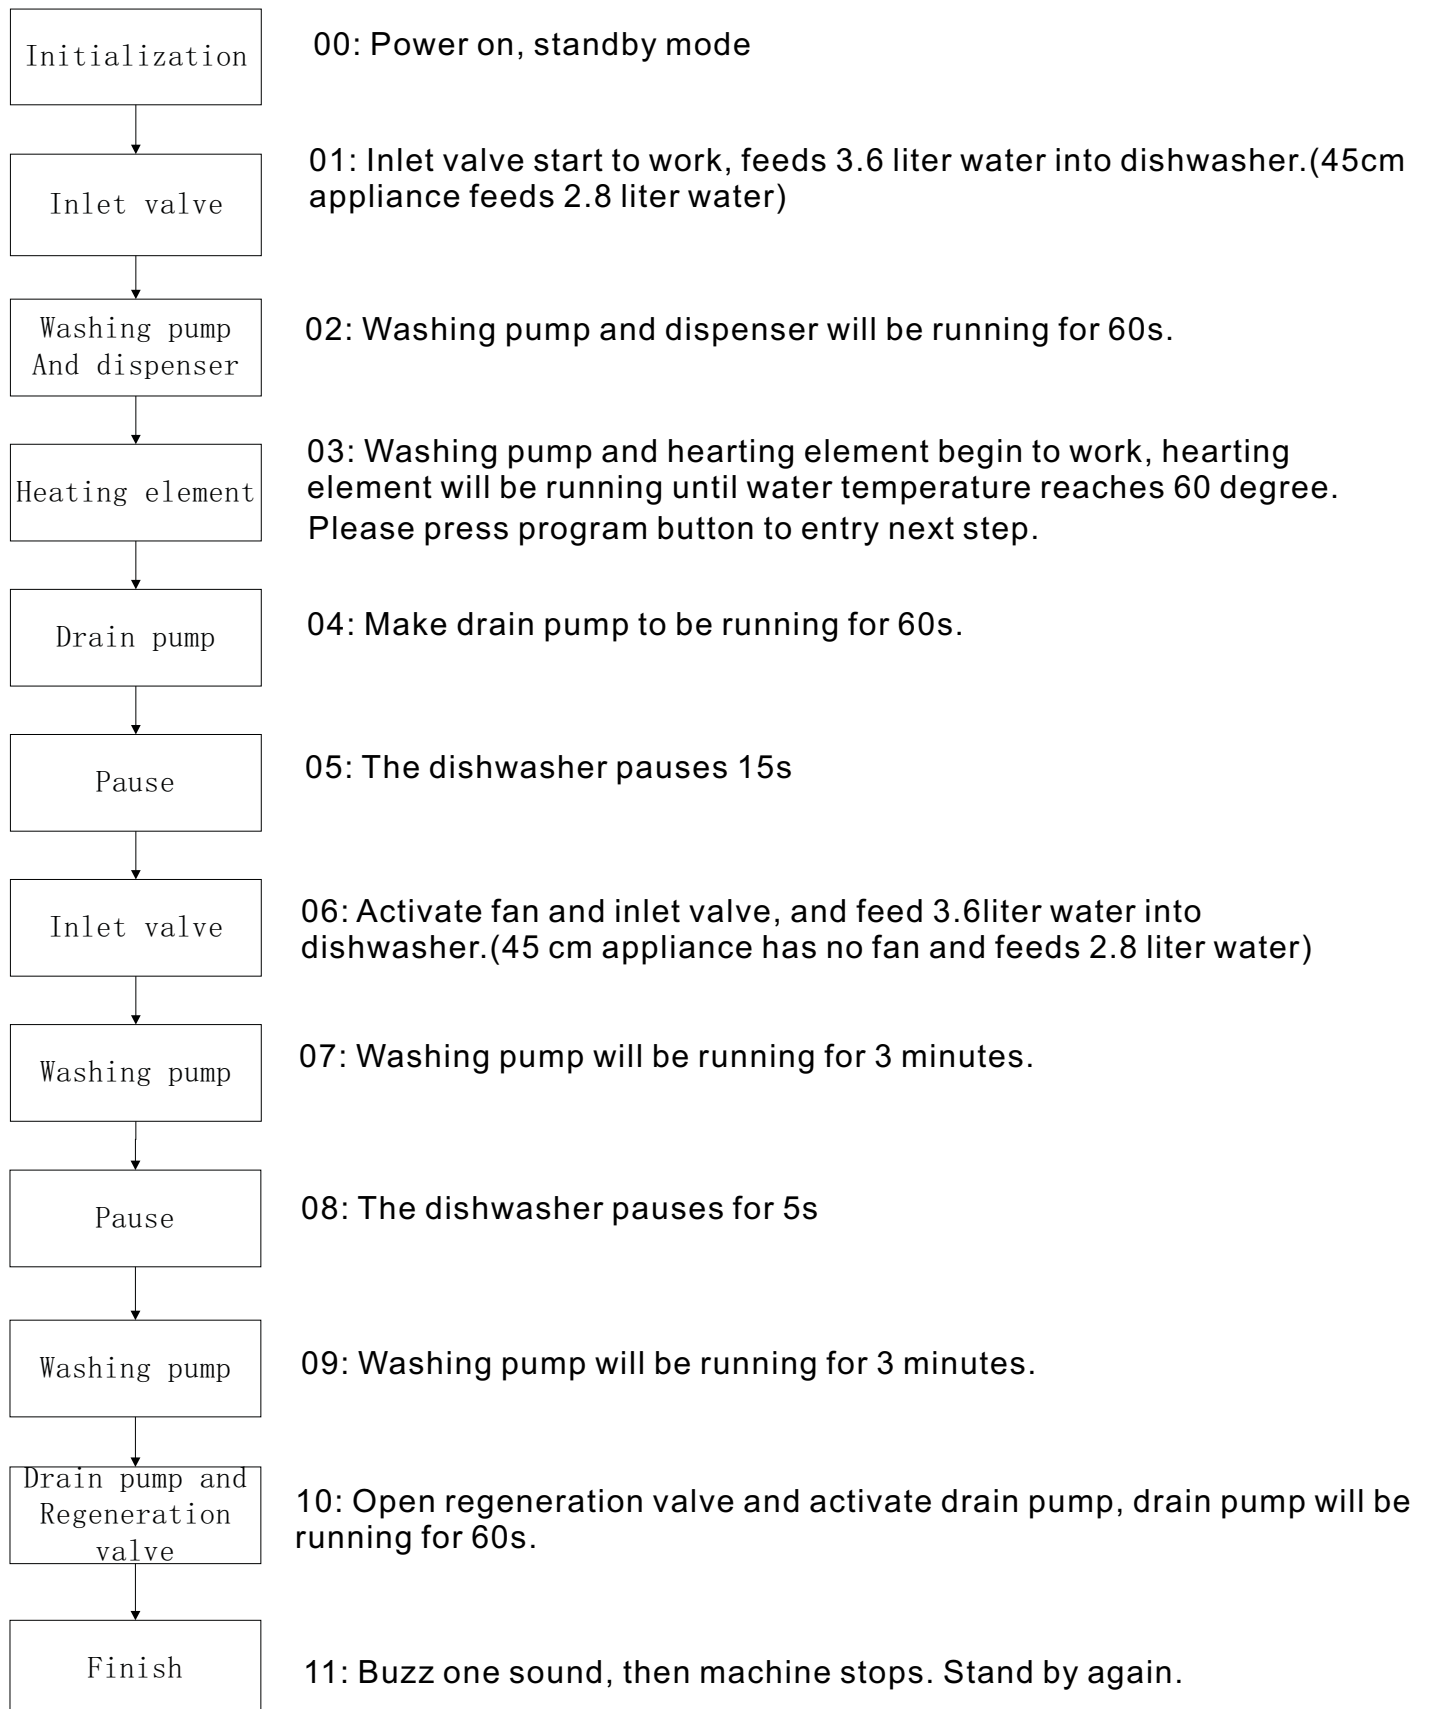 Initialization
00: Power on, standby mode
Inlet valve
01: Inlet valve start to work, feeds 3.6 liter water into dishwasher.(45cm
appliance feeds 2.8 liter water)
Washing pump
And dispenser
02: Washing pump and dispenser will be running for 60s.
Heating element
03: Washing pump and hearting element begin to work, hearting
element will be running until water temperature reaches 60 degree.
Please press program button to entry next step.
Drain pump
04: Make drain pump to be running for 60s.
Pause
05: The dishwasher pauses 15s
Inlet valve
06: Activate fan and inlet valve, and feed 3.6liter water into
dishwasher.(45 cm appliance has no fan and feeds 2.8 liter water)
Washing pump
07: Washing pump will be running for 3 minutes.
Pause
08: The dishwasher pauses for 5s
Washing pump
09: Washing pump will be running for 3 minutes.
Drain pump and
Regeneration
valve
10: Open regeneration valve and activate drain pump, drain pump will be
running for 60s.
Finish
11: Buzz one sound, then machine stops. Stand by again.